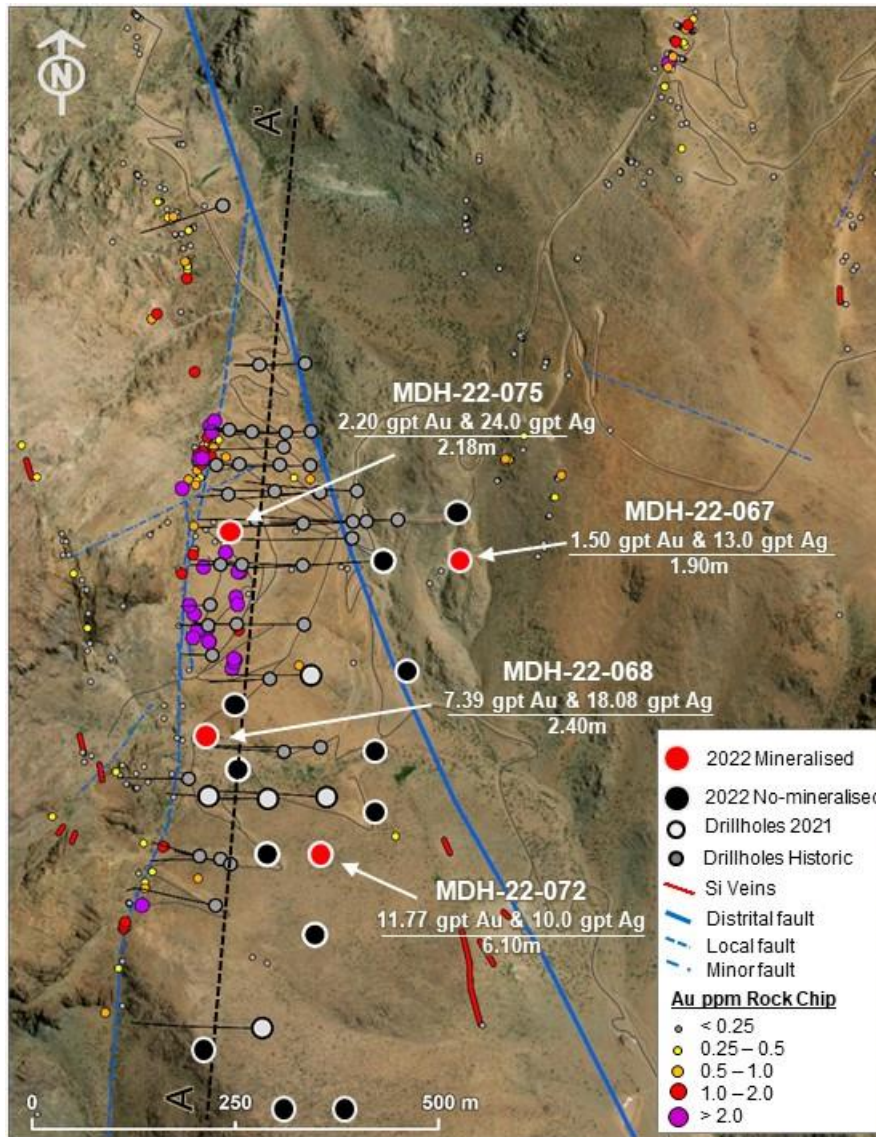 N
A'
MDH-22-075
2.20 gpt Au & 24.0 gpt Ag
2.18m
MDH-22-067
1.50 gpt Au & 13.0 gpt Ag
1.90m
MDH-22-068
7.39 gpt Au & 18.08 gpt Ag
2.40m
MDH-22-072
11.77 gpt Au & 10.0 gpt Ag
6.10m
A
0 250 500 m
2022 Mineralised
2022 No-mineralised
Drillholes 2021
Drillholes Historic
Si Veins
Distrital fault
Local fault
Minor fault
Au ppm Rock Chip
< 0.25
0.25 – 0.5
0.5 – 1.0
1.0 – 2.0
> 2.0